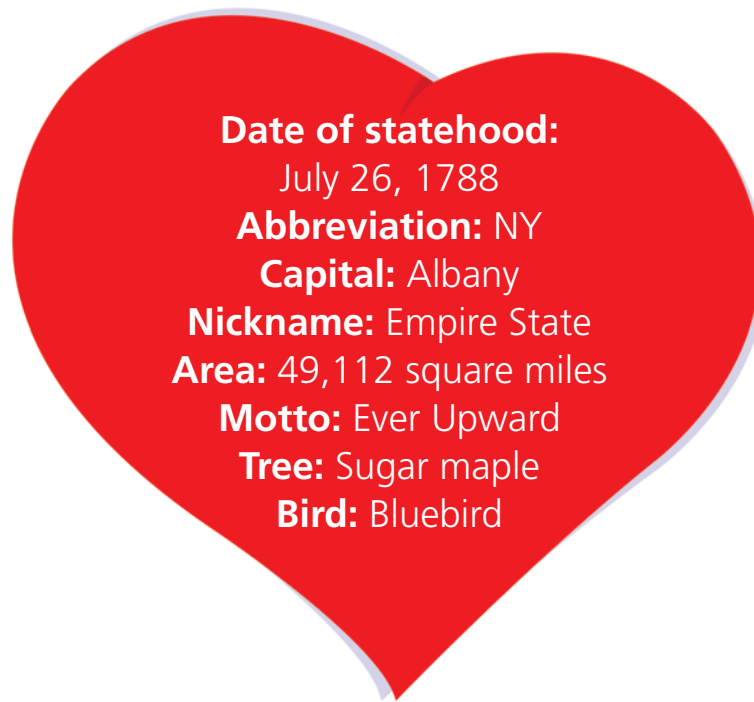 Date of statehood:
July 26, 1788
Abbreviation: NY
Capital: Albany
Nickname: Empire State
Area: 49,112 square miles
Motto: Ever Upward
Tree: Sugar maple
Bird: Bluebird